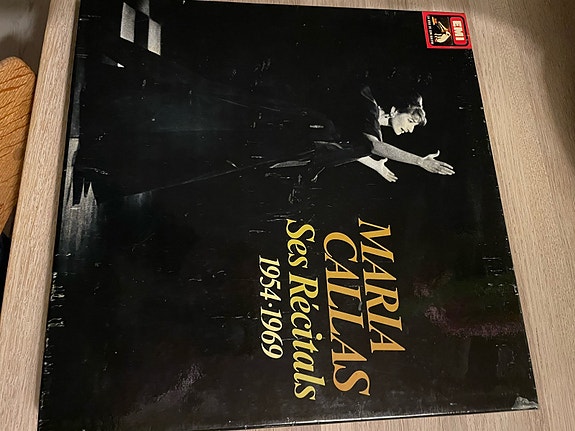 EMI
MARIA
CALLAS
Ses Récitals
1954·1969